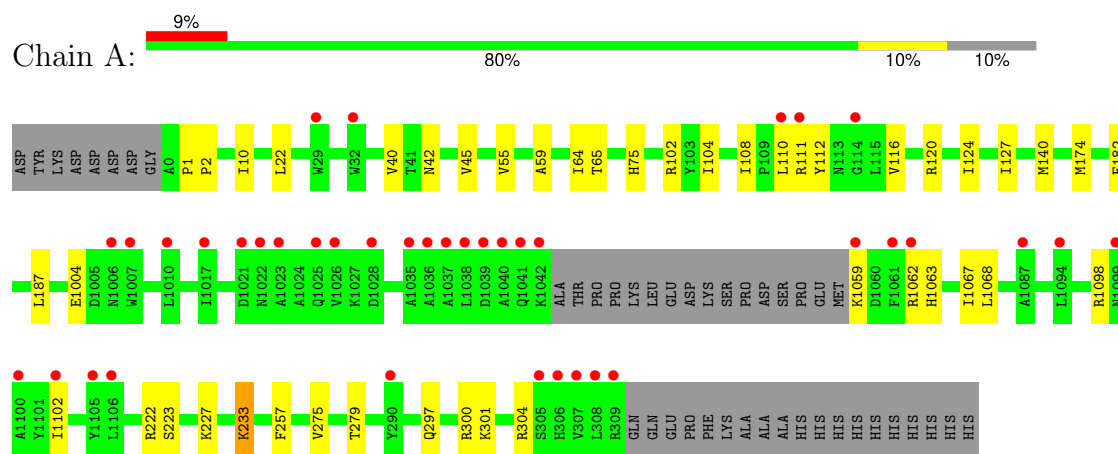 9%
Chain A:
80% 10% 10%
ASP TYR LYS ASP ASP ASP ASP GLY A0 P1 P2 I10 L22 W29 W32 V40 T41 N42 V45 V55 A59 I64 T65 H75 R102 Y103 I104 I108 P109 L110 R111 Y112 N113 G114 L115 V116 R120 I124 I127 M140 M174
L187 E1004 D1005 N1006 W1007 L1010 I1017 D1021 N1022 A1023 A1024 Q1025 V1026 K1027 D1028 A1035 A1036 A1037 L1038 D1039 A1040 Q1041 K1042 ALA THR PRO PRO LYS LEU GLU ASP LYS SER PRO ASP SER PRO GLU MET K1059 D1060 F1061 R1062 H1063 I1067 L1068 A1087 L1094 R1098 N1099
A1100 Y1101 I1102 Y1105 L1106 R222 S223 K227 K233 F257 V275 T279 Y290 Q297 R300 K301 R304 S305 H306 V307 L308 R309 GLN GLN GLU PRO PHE LYS ALA ALA ALA HIS HIS HIS HIS HIS HIS HIS HIS HIS HIS